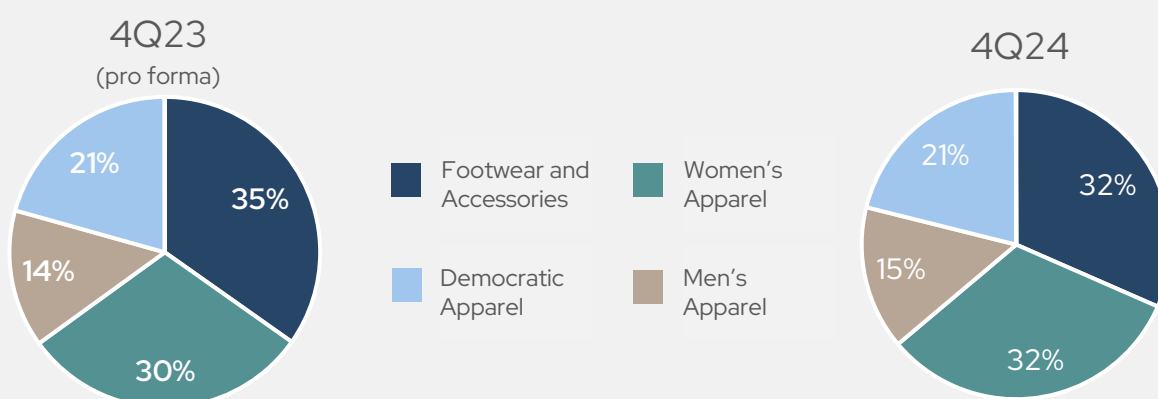 4Q23
(pro forma)
21%
35%
14%
30%
Footwear and
Accessories
Women's
Apparel
Democratic
Apparel
Men's
Apparel
4Q24
21%
32%
15%
32%